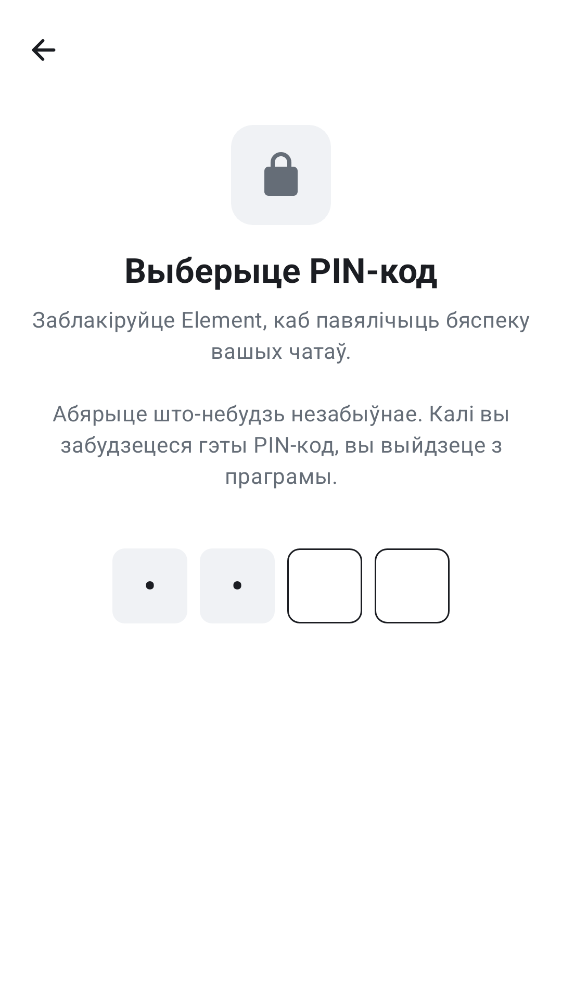 Выберыце PIN-код
Заблакіруйце Element, каб павялічыць бяспеку
вашых чатаў.
Абярыце што-небудзь незабыўнае. Калі вы
забудзецеся гэты PIN-код, вы выйдзеце з
праграмы.